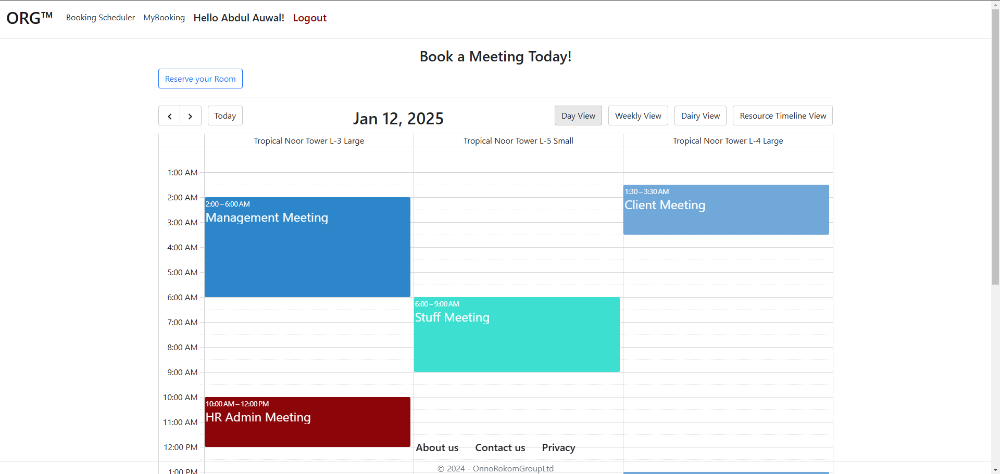 ORG™ Booking Scheduler MyBooking Hello Abdul Auwal! Logout
Book a Meeting Today!
Reserve your Room
Today
Jan 12, 2025
Day View Weekly View Dairy View Resource Timeline View
Tropical Noor Tower L-3 Large Tropical Noor Tower L-5 Small Tropical Noor Tower L-4 Large
1:00 AM
1:30 – 3:30 AM
Client Meeting
2:00 AM
2:00 – 6:00 AM
Management Meeting
3:00 AM
4:00 AM
5:00 AM
6:00 AM
6:00 – 9:00 AM
Stuff Meeting
7:00 AM
8:00 AM
9:00 AM
10:00 AM
10:00 AM – 12:00 PM
HR Admin Meeting
11:00 AM
12:00 PM
About us Contact us Privacy
1:00 PM
© 2024 - OnnoRokomGroupLtd